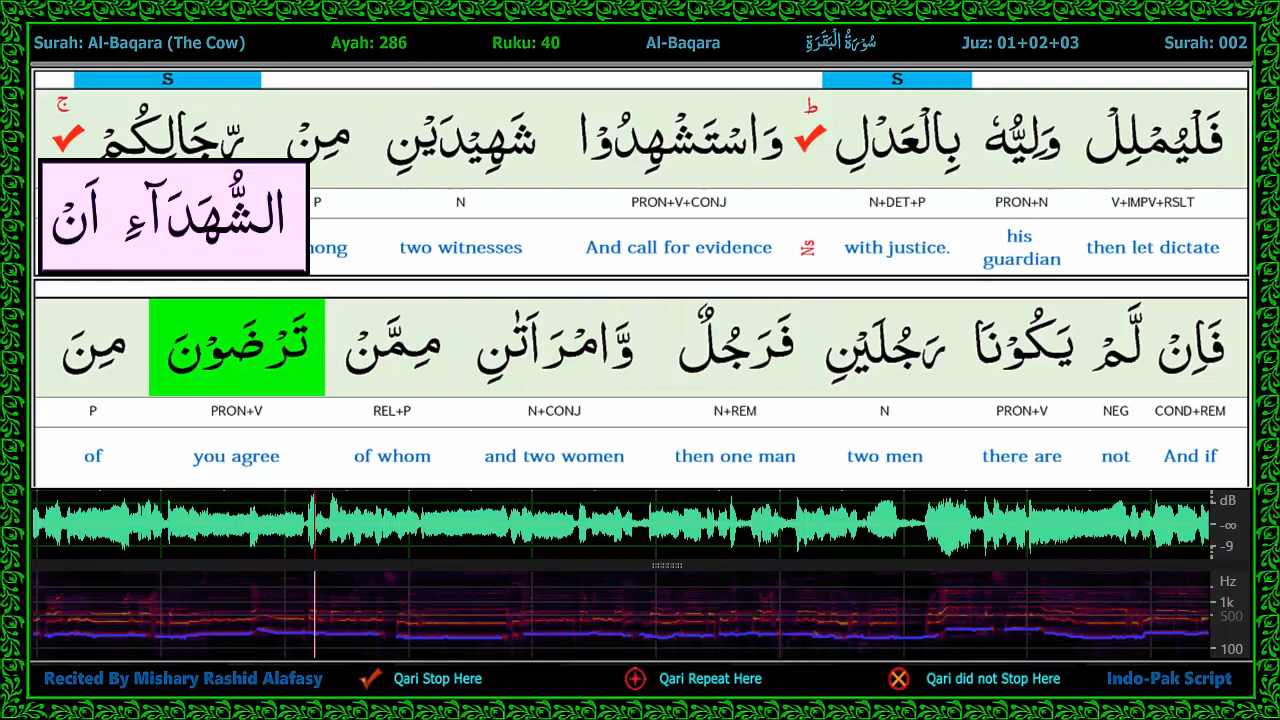 Surah: Al-Baqara (The Cow) Ayah: 286 Ruku: 40 Al-Baqara سُوْرَةُ الْبَقَرَةِ Juz: 01+02+03 Surah: 002
S S
ط ج
فَلْيُمْلِلْ وَلِيُّهٗ بِالْعَدْلِ وَاسْتَشْهِدُوْا شَهِيْدَيْنِ مِنْ رِّجَالِكُمْ
الشُّهَدَآءِ اَنْ
P N PRON+V+CONJ N+DET+P PRON+N V+IMPV+RSLT
ong two witnesses And call for evidence Ns with justice. his guardian then let dictate
فَاِنْ لَّمْ يَكُوْنَا رَجُلَيْنِ فَرَجُلٌ وَّامْرَاَتٰنِ مِمَّنْ تَرْضَوْنَ مِنَ
P PRON+V REL+P N+CONJ N+REM N PRON+V NEG COND+REM
of you agree of whom and two women then one man two men there are not And if
dB
-∞
-9
Hz
1k
500
100
Recited By Mishary Rashid Alafasy Qari Stop Here Qari Repeat Here Qari did not Stop Here Indo-Pak Script